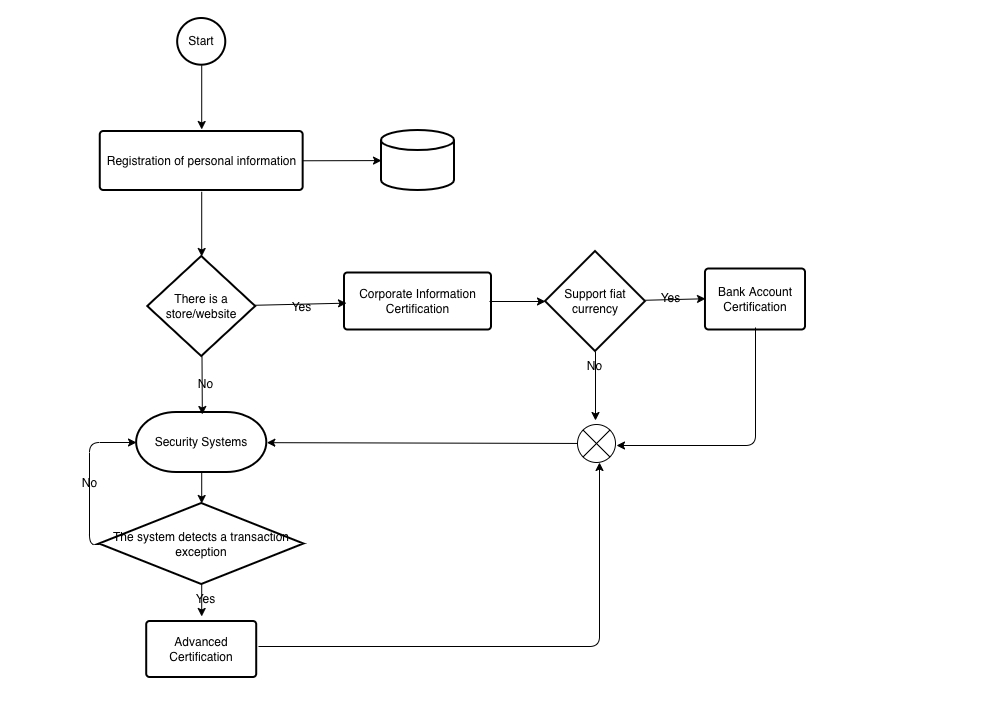 Start
Registration of personal information
There is a
store/website
Yes
Corporate Information
Certification
Support fiat
currency
Yes
Bank Account
Certification
No
No
Security Systems
No
The system detects a transaction
exception
Yes
Advanced
Certification